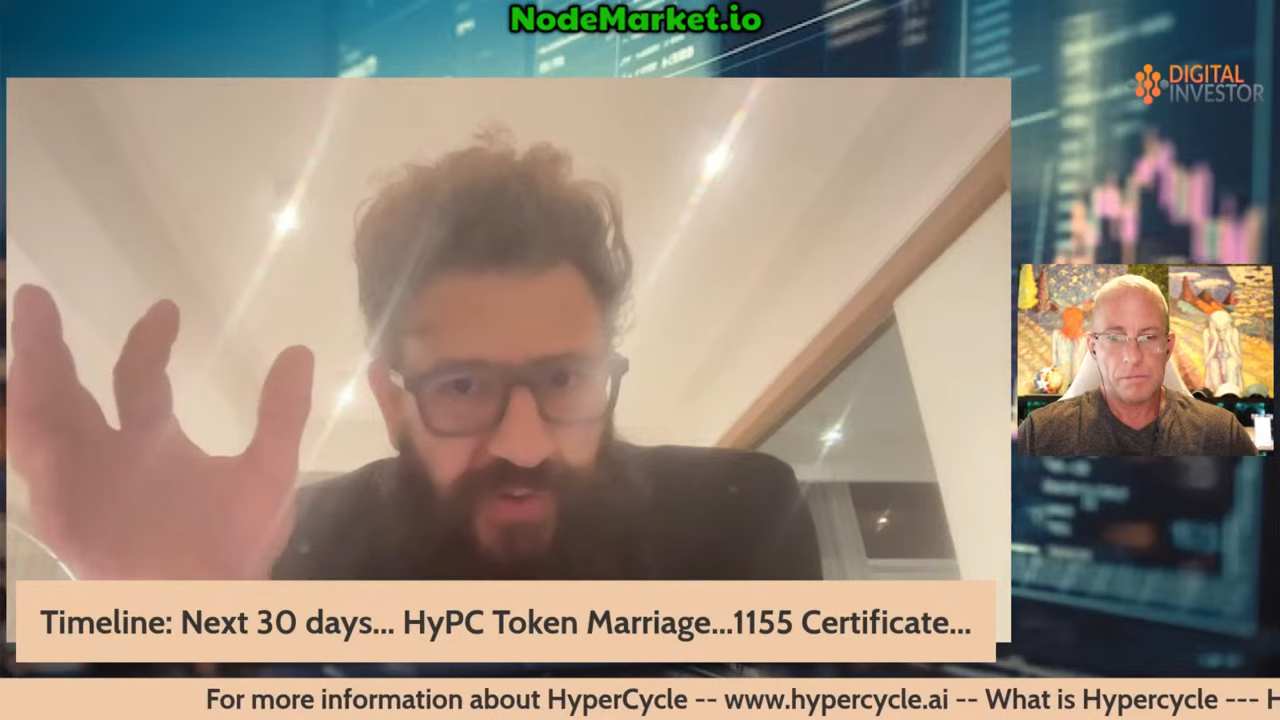 NodeMarket.io
DIGITAL
INVESTOR
Timeline: Next 30 days... HyPC Token Marriage...1155 Certificate...
For more information about HyperCycle -- www.hypercycle.ai -- What is Hypercycle --- H